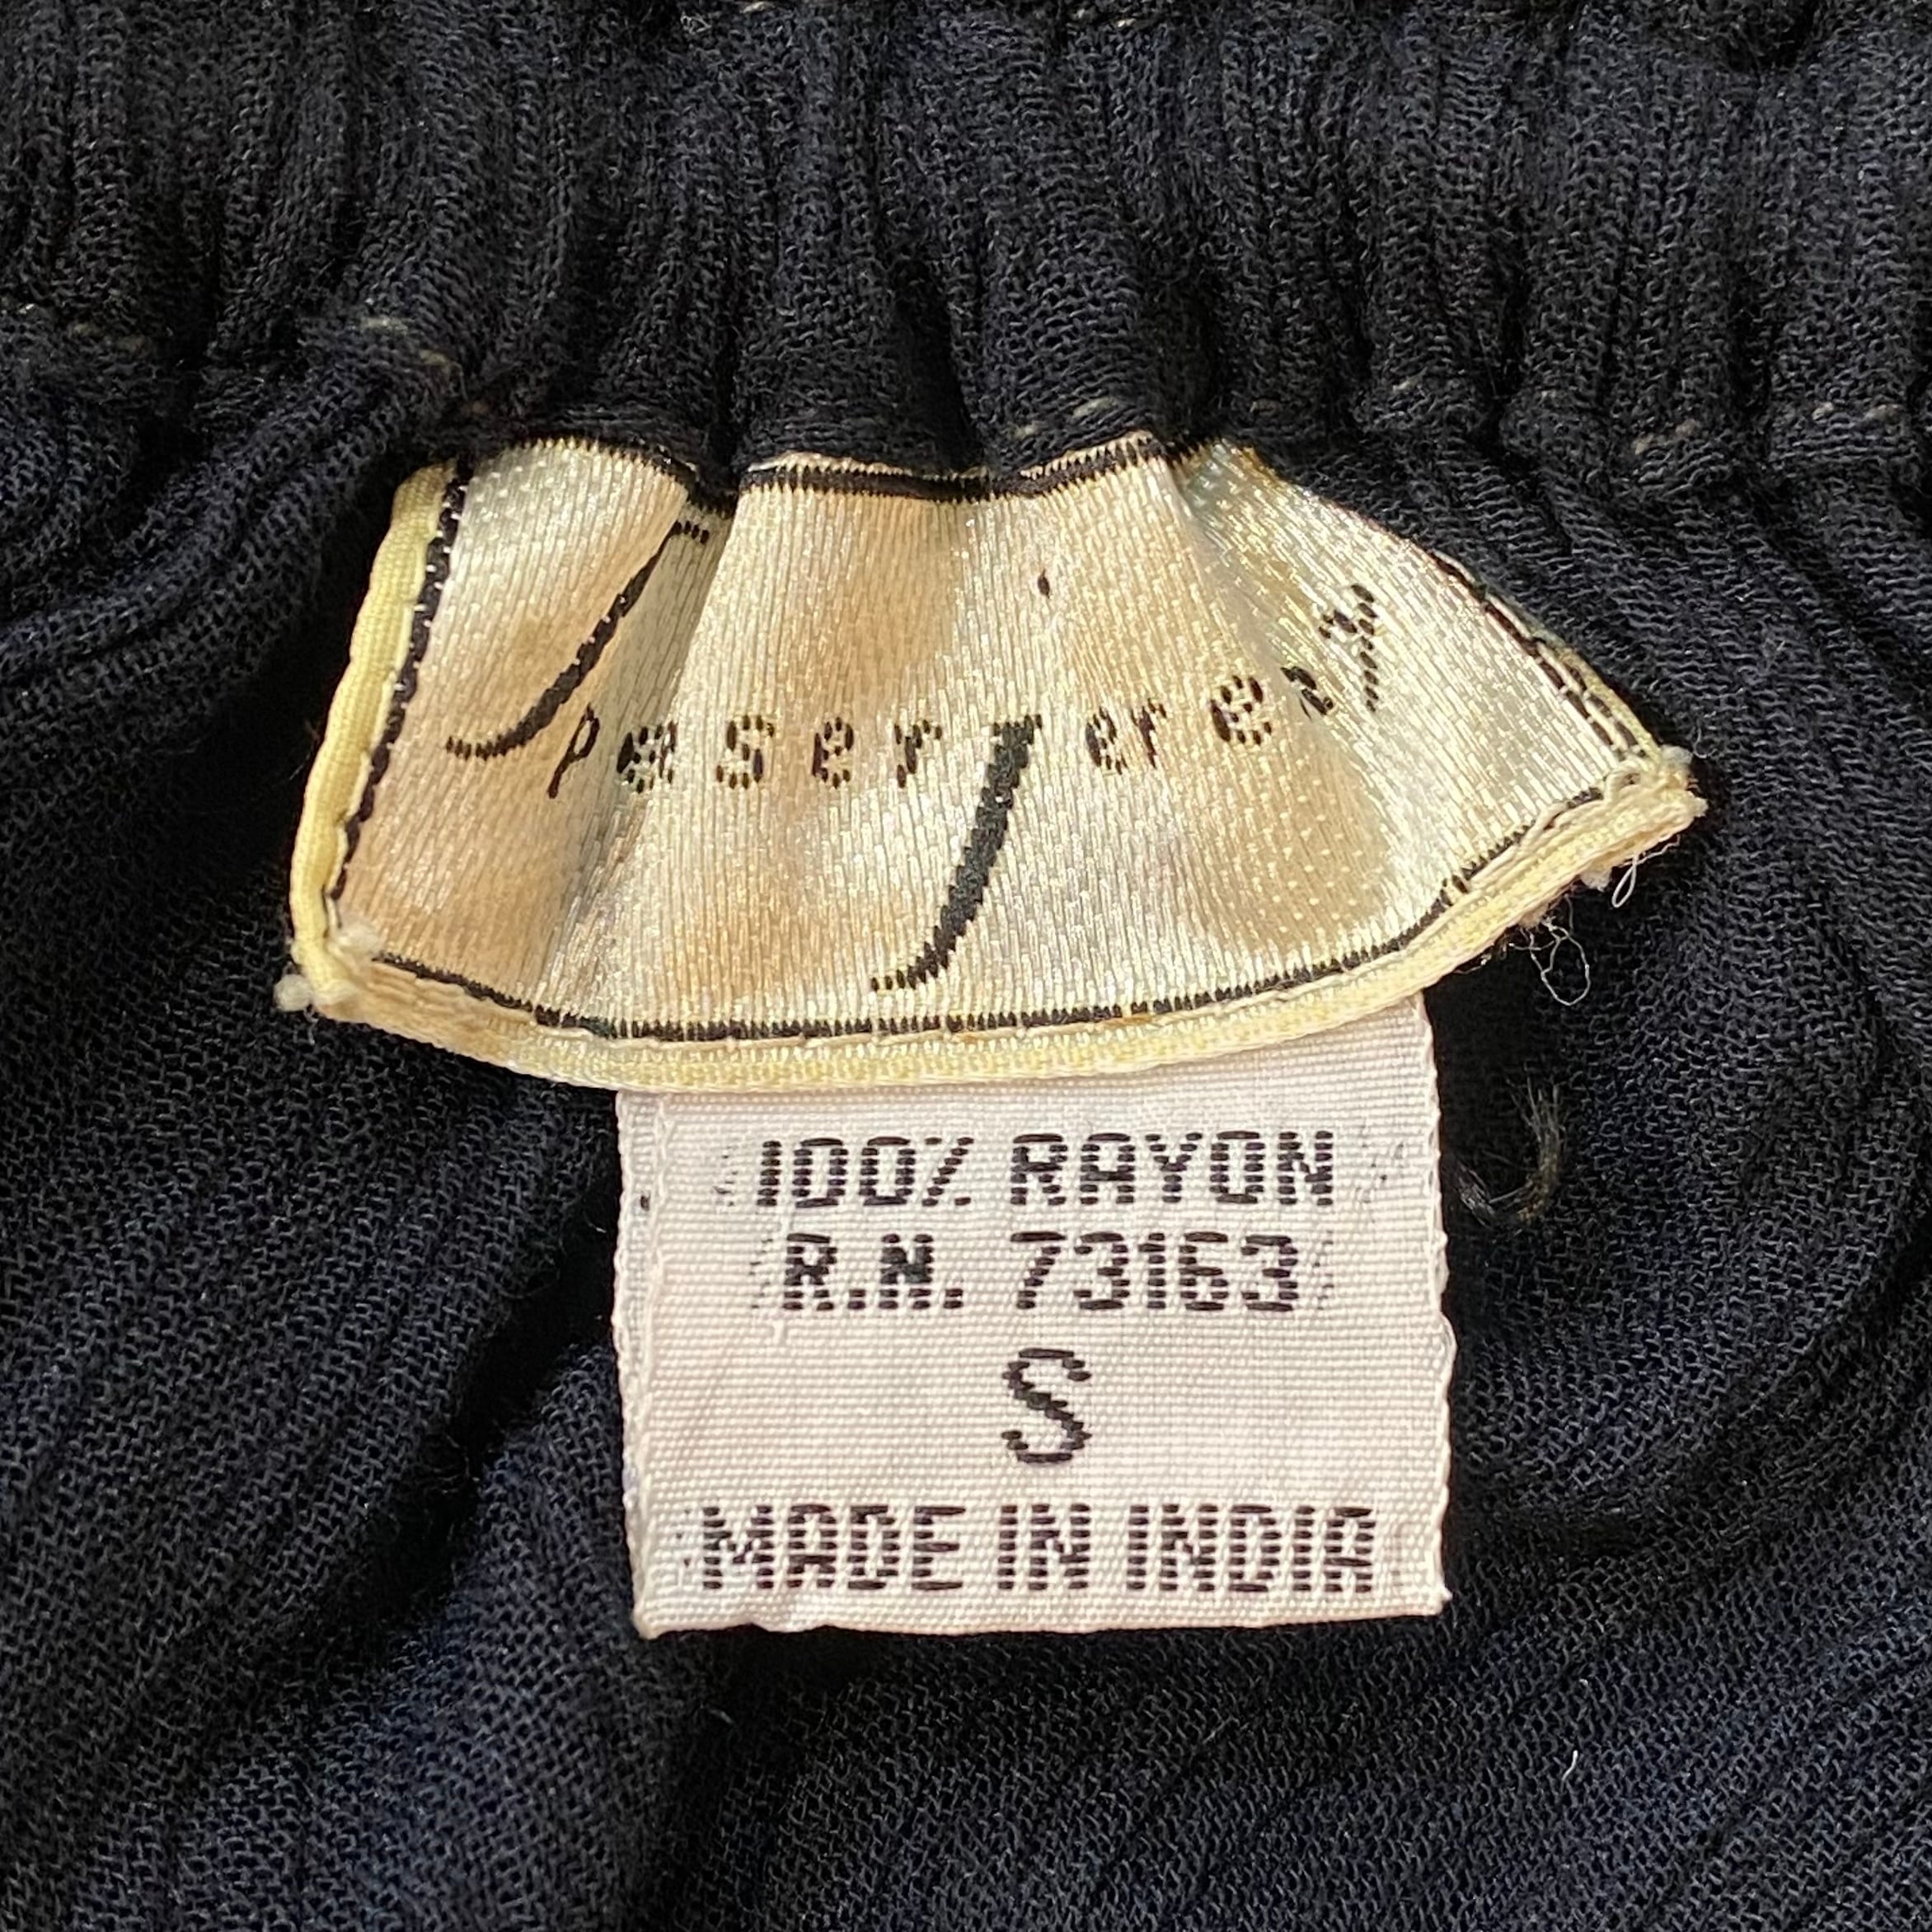 100% RAYON
R.N. 73163
S
MADE IN INDIA